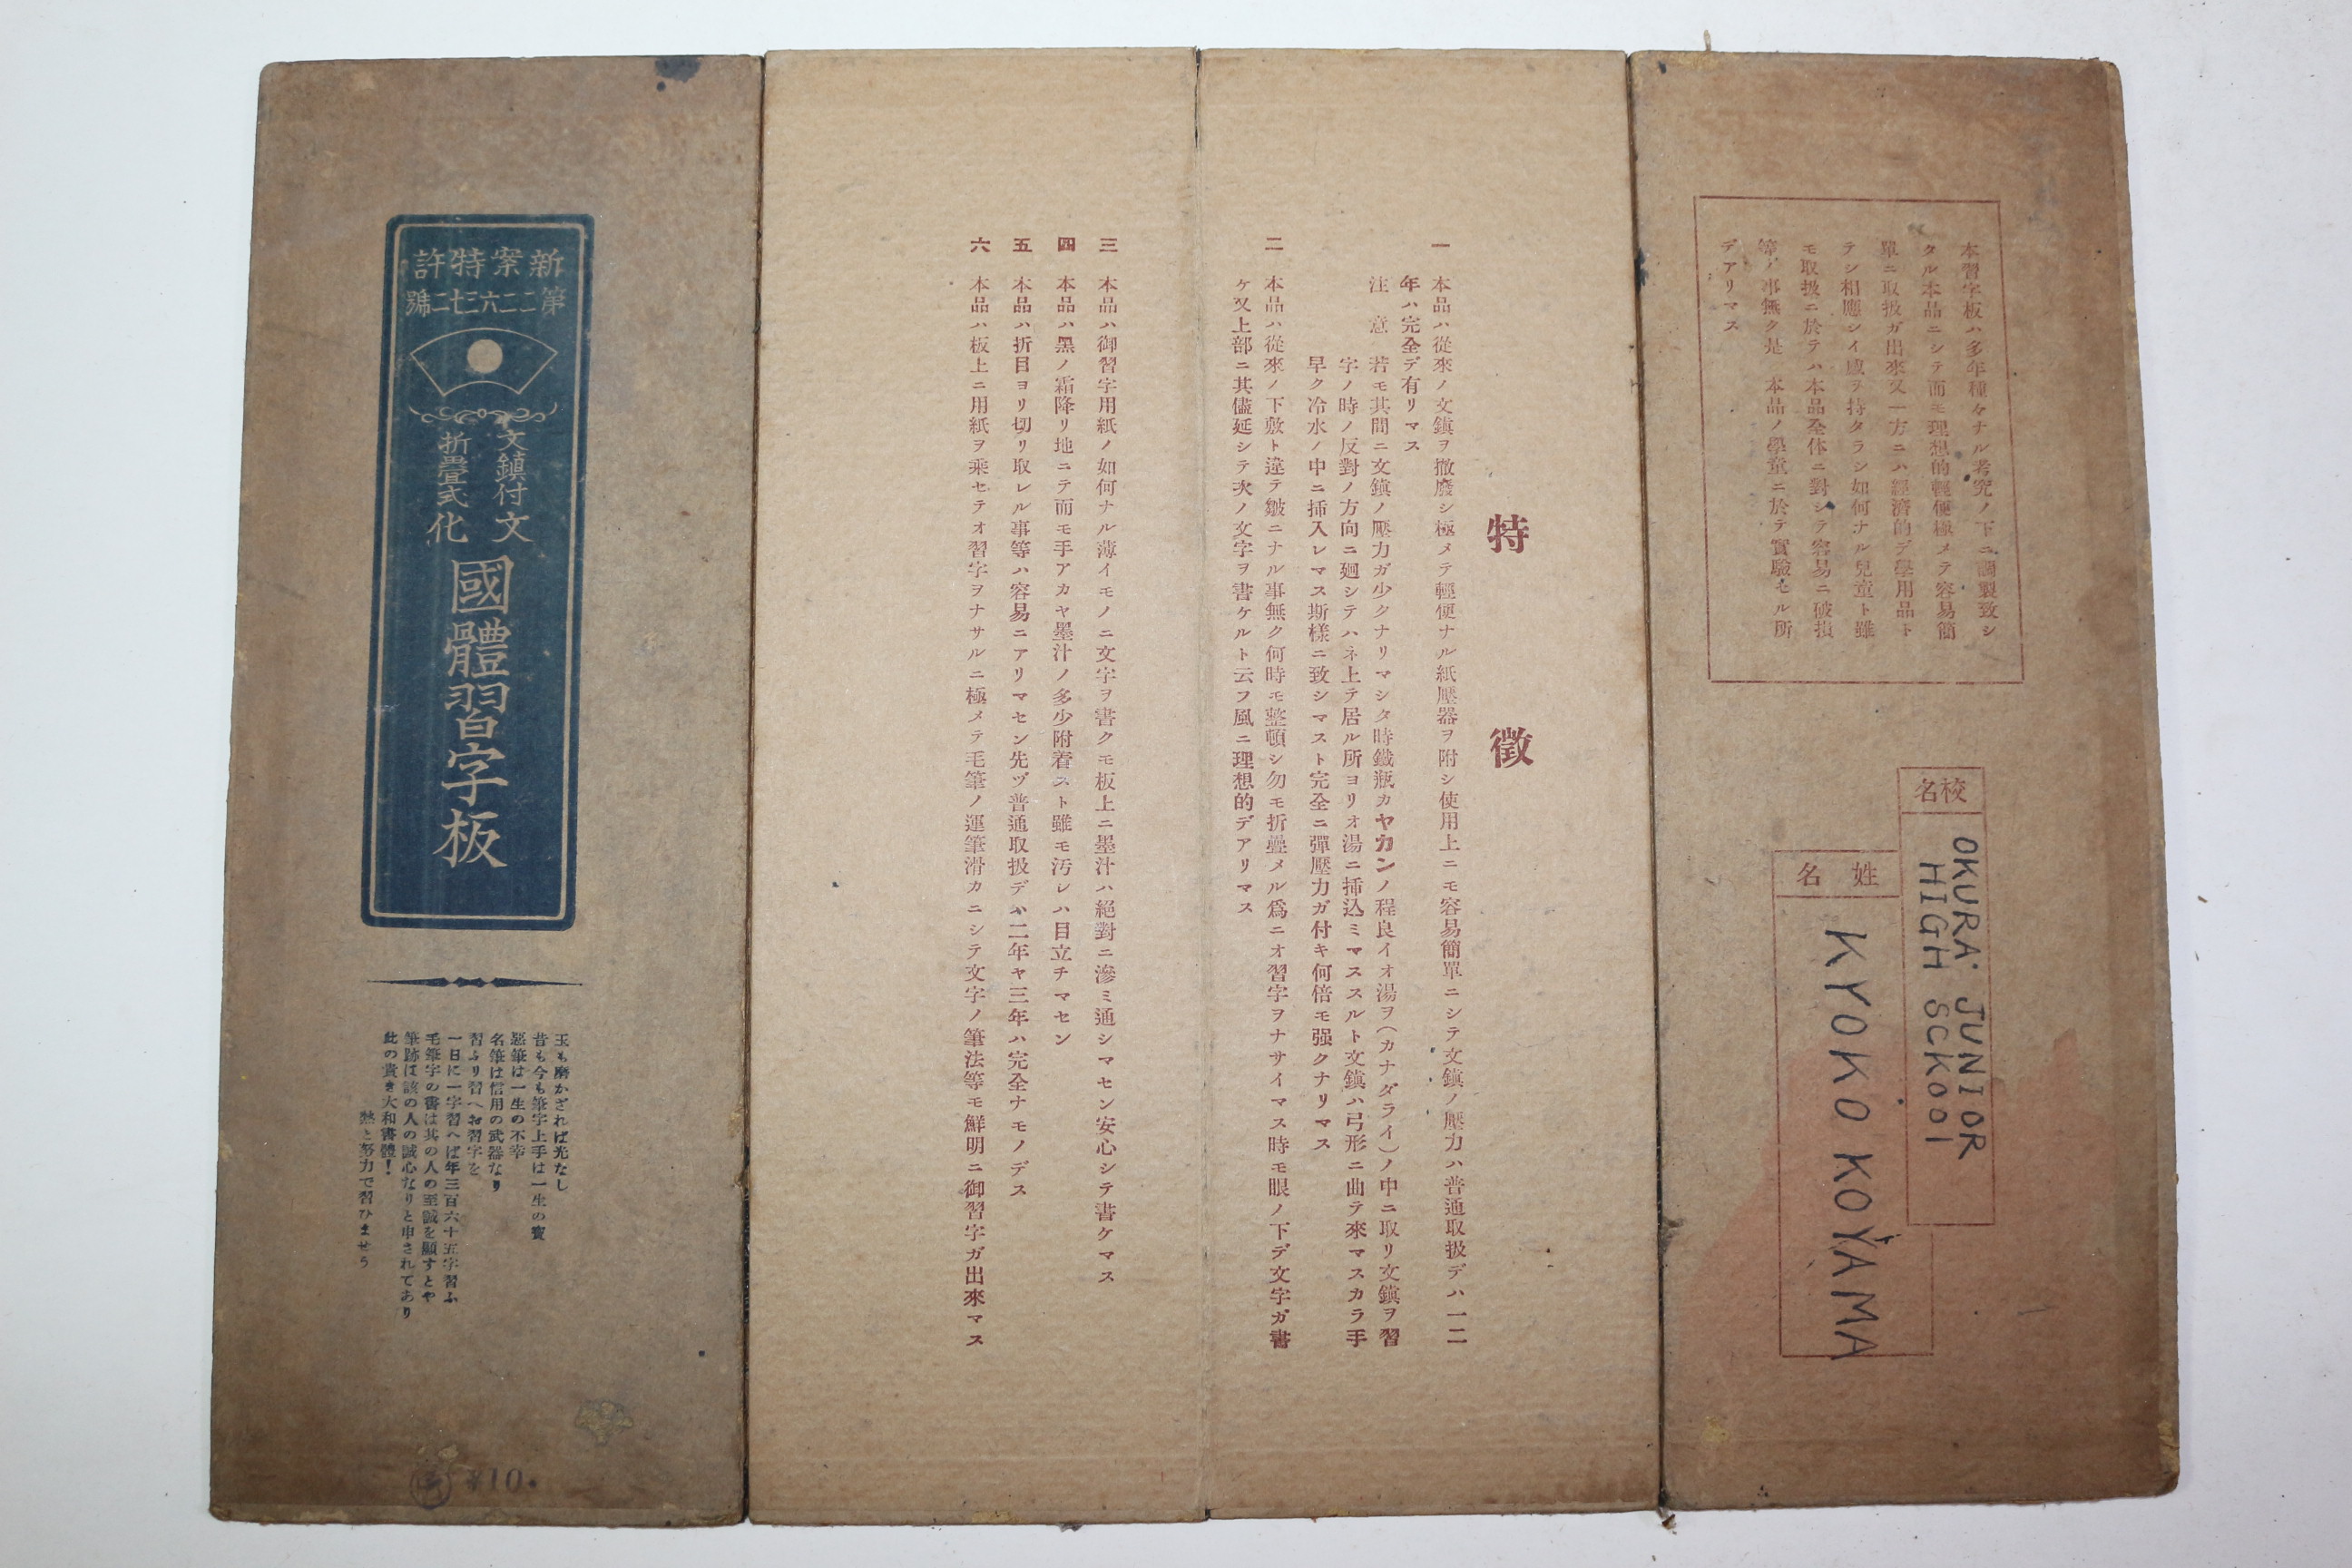 新案特許
第二二六三七二號
文鎭付
折疊式
文化
國體習字板
玉も磨かざれば光なし
昔も今も筆字上手は一生の寶
惡筆は一生の不幸
名筆は信用の武器なり
習ふり習へお習字を
一日に一字習へば年三百六十五字習ふ
毛筆字の書は其の人の至誠を顯すとや
筆跡は該の人の誠心なりと申されてあり
此の貴き大和書體！
熱と努力で習ひませう
¥10.
特徵
一 本品ハ從來ノ文鎭ヲ撤廢シ極メテ輕便ナル紙壓器ヲ附シ使用上ニモ容易簡單ニシテ文鎭ノ壓力ハ普通取扱デハ一二
年ハ完全デ有リマス
注意 若モ其間ニ文鎭ノ壓力ガ少クナリマシタ時鐵瓶カヤカンノ程良イオ湯ヲ(カナダライ)ノ中ニ取リ文鎭ヲ習
字ノ時ノ反對ノ方向ニ廻シテハネ上テ居ル所ヨリオ湯ニ挿込ミマススルト文鎭ハ弓形ニ曲テ來マスカラ手
早ク冷水ノ中ニ挿入レマス斯樣ニ致シマスト完全ニ彈壓力ガ付キ何倍モ强クナリマス
二 本品ハ從來ノ下敷ト違テ皺ニナル事無ク何時モ整頓シ勿モ折疊メル爲ニオ習字ヲナサイマス時モ眼ノ下デ文字ガ書
ケ又上部ニ其儘延シテ次ノ文字ヲ書ケルト云フ風ニ理想的デアリマス
三 本品ハ御習字用紙ノ如何ナル薄イモノニ文字ヲ書クモ板上ニ墨汁ハ絕對ニ滲ミ通シマセン安心シテ書ケマス
四 本品ハ黑ノ霜降リ地ニテ而モ手アカヤ墨汁ノ多少附着スト雖モ汚レハ目立チマセン
五 本品ハ折目ヨリ切リ取レル事等ハ容易ニアリマセン先ヅ普通取扱デハ二年ヤ三年ハ完全ナモノデス
六 本品ハ板上ニ用紙ヲ乘セテオ習字ヲナサルニ極メテ毛筆ノ運筆滑カニシテ文字ノ筆法等モ鮮明ニ御習字ガ出來マス
本習字板ハ多年種々ナル考究ノ下ニ調製致シ
タル本品ニシテ而モ理想的輕便極メテ容易簡
單ニ取扱ガ出來又一方ニハ經濟的デ學用品ト
テシ相應シイ感ヲ持タラシ如何ナル兒童ト雖
モ取扱ニ於テハ本品全体ニ對シテ容易ニ破損
等ノ事無ク是 本品ノ學童ニ於テ實驗セル所
デアリマス
校名
OKURA JUNIOR
HIGH SCKOOl
姓名
KYOKO KOYAMA